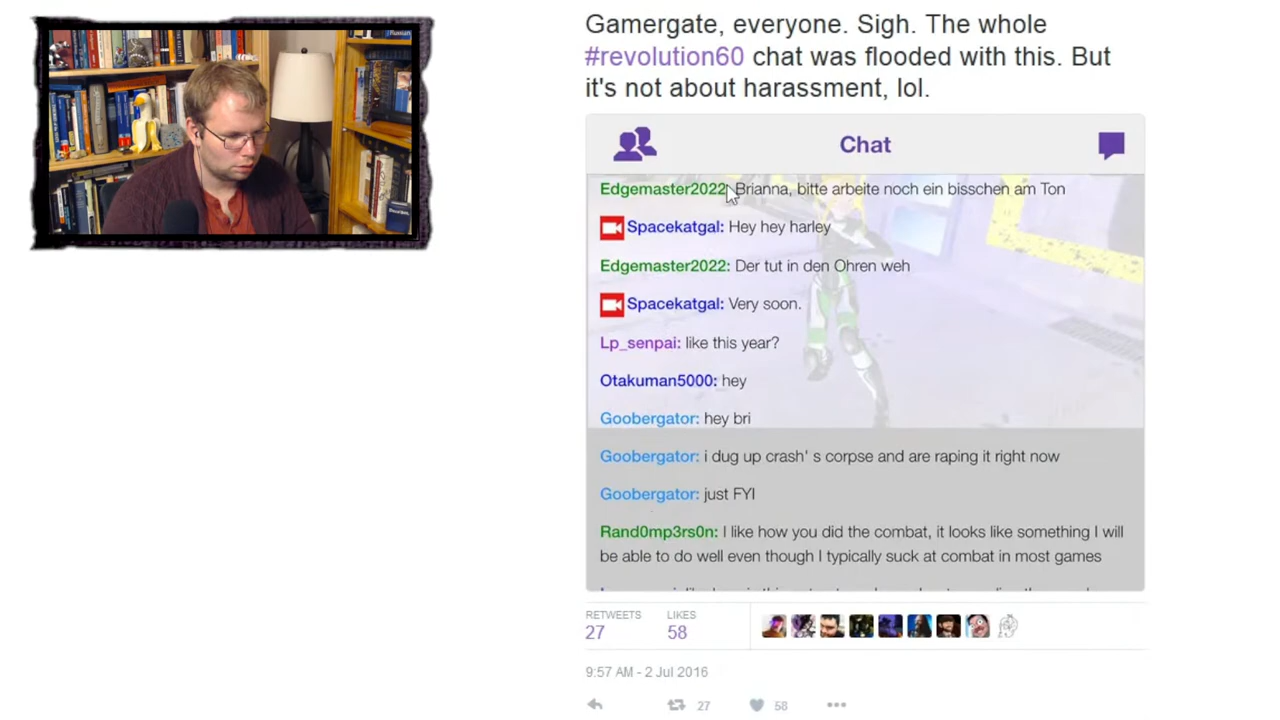 Gamergate, everyone. Sigh. The whole
#revolution60 chat was flooded with this. But
it's not about harassment, lol.
Chat
Edgemaster2022: Brianna, bitte arbeite noch ein bisschen am Ton
Spacekatgal: Hey hey harley
Edgemaster2022: Der tut in den Ohren weh
Spacekatgal: Very soon.
Lp_senpai: like this year?
Otakuman5000: hey
Goobergator: hey bri
Goobergator: i dug up crash' s corpse and are raping it right now
Goobergator: just FYI
Rand0mp3rs0n: I like how you did the combat, it looks like something I will
be able to do well even though I typically suck at combat in most games
RETWEETS LIKES
27 58
9:57 AM - 2 Jul 2016
27 58